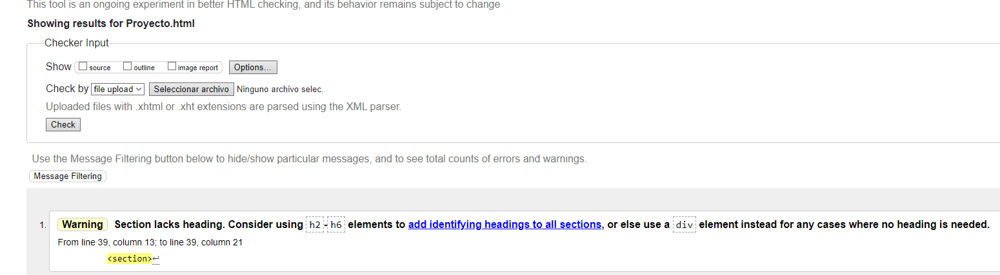 This tool is an ongoing experiment in better HTML checking, and its behavior remains subject to change
Showing results for Proyecto.html
Checker Input
Show source outline image report Options...
Check by file upload Seleccionar archivo Ninguno archivo selec.
Uploaded files with .xhtml or .xht extensions are parsed using the XML parser.
Check
Use the Message Filtering button below to hide/show particular messages, and to see total counts of errors and warnings.
Message Filtering
1. Warning Section lacks heading. Consider using h2-h6 elements to add identifying headings to all sections, or else use a div element instead for any cases where no heading is needed.
From line 39, column 13; to line 39, column 21
<section>↩